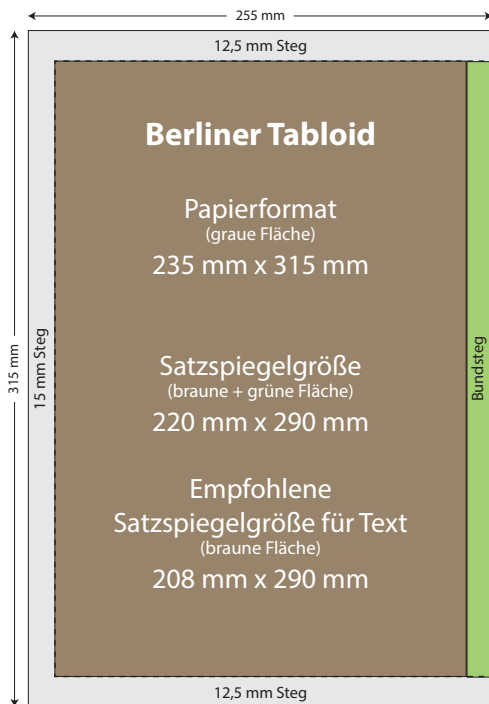 255 mm
12,5 mm Steg
Berliner Tabloid
Papierformat
(graue Fläche)
235 mm x 315 mm
315 mm
15 mm Steg
Bundsteg
Satzspiegelgröße
(braune + grüne Fläche)
220 mm x 290 mm
Empfohlene
Satzspiegelgröße für Text
(braune Fläche)
208 mm x 290 mm
12,5 mm Steg